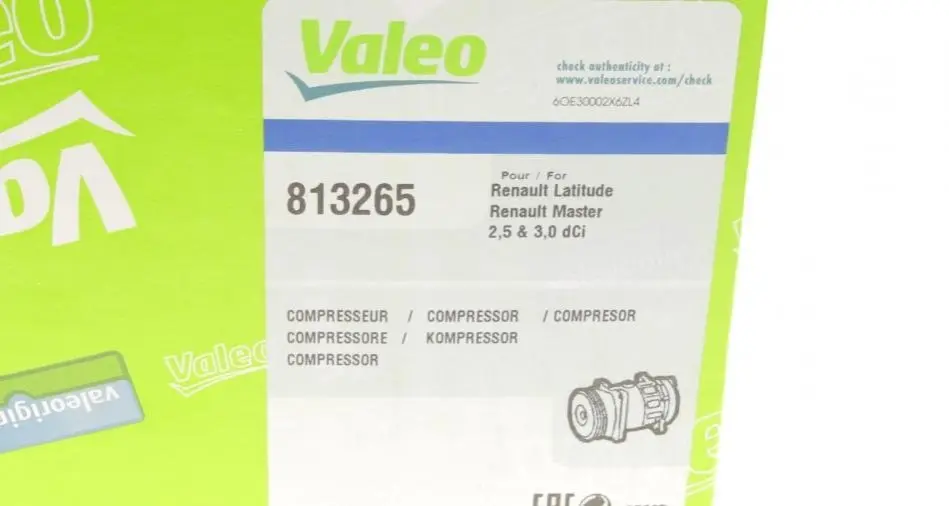 Valeo
check authenticity at :
www.valeoservice.com/check
6OE30002X6ZL4
813265
Pour / For
Renault Latitude
Renault Master
2,5 & 3,0 dCi
COMPRESSEUR / COMPRESSOR / COMPRESOR
COMPRESSORE / KOMPRESSOR
COMPRESSOR
Valeo